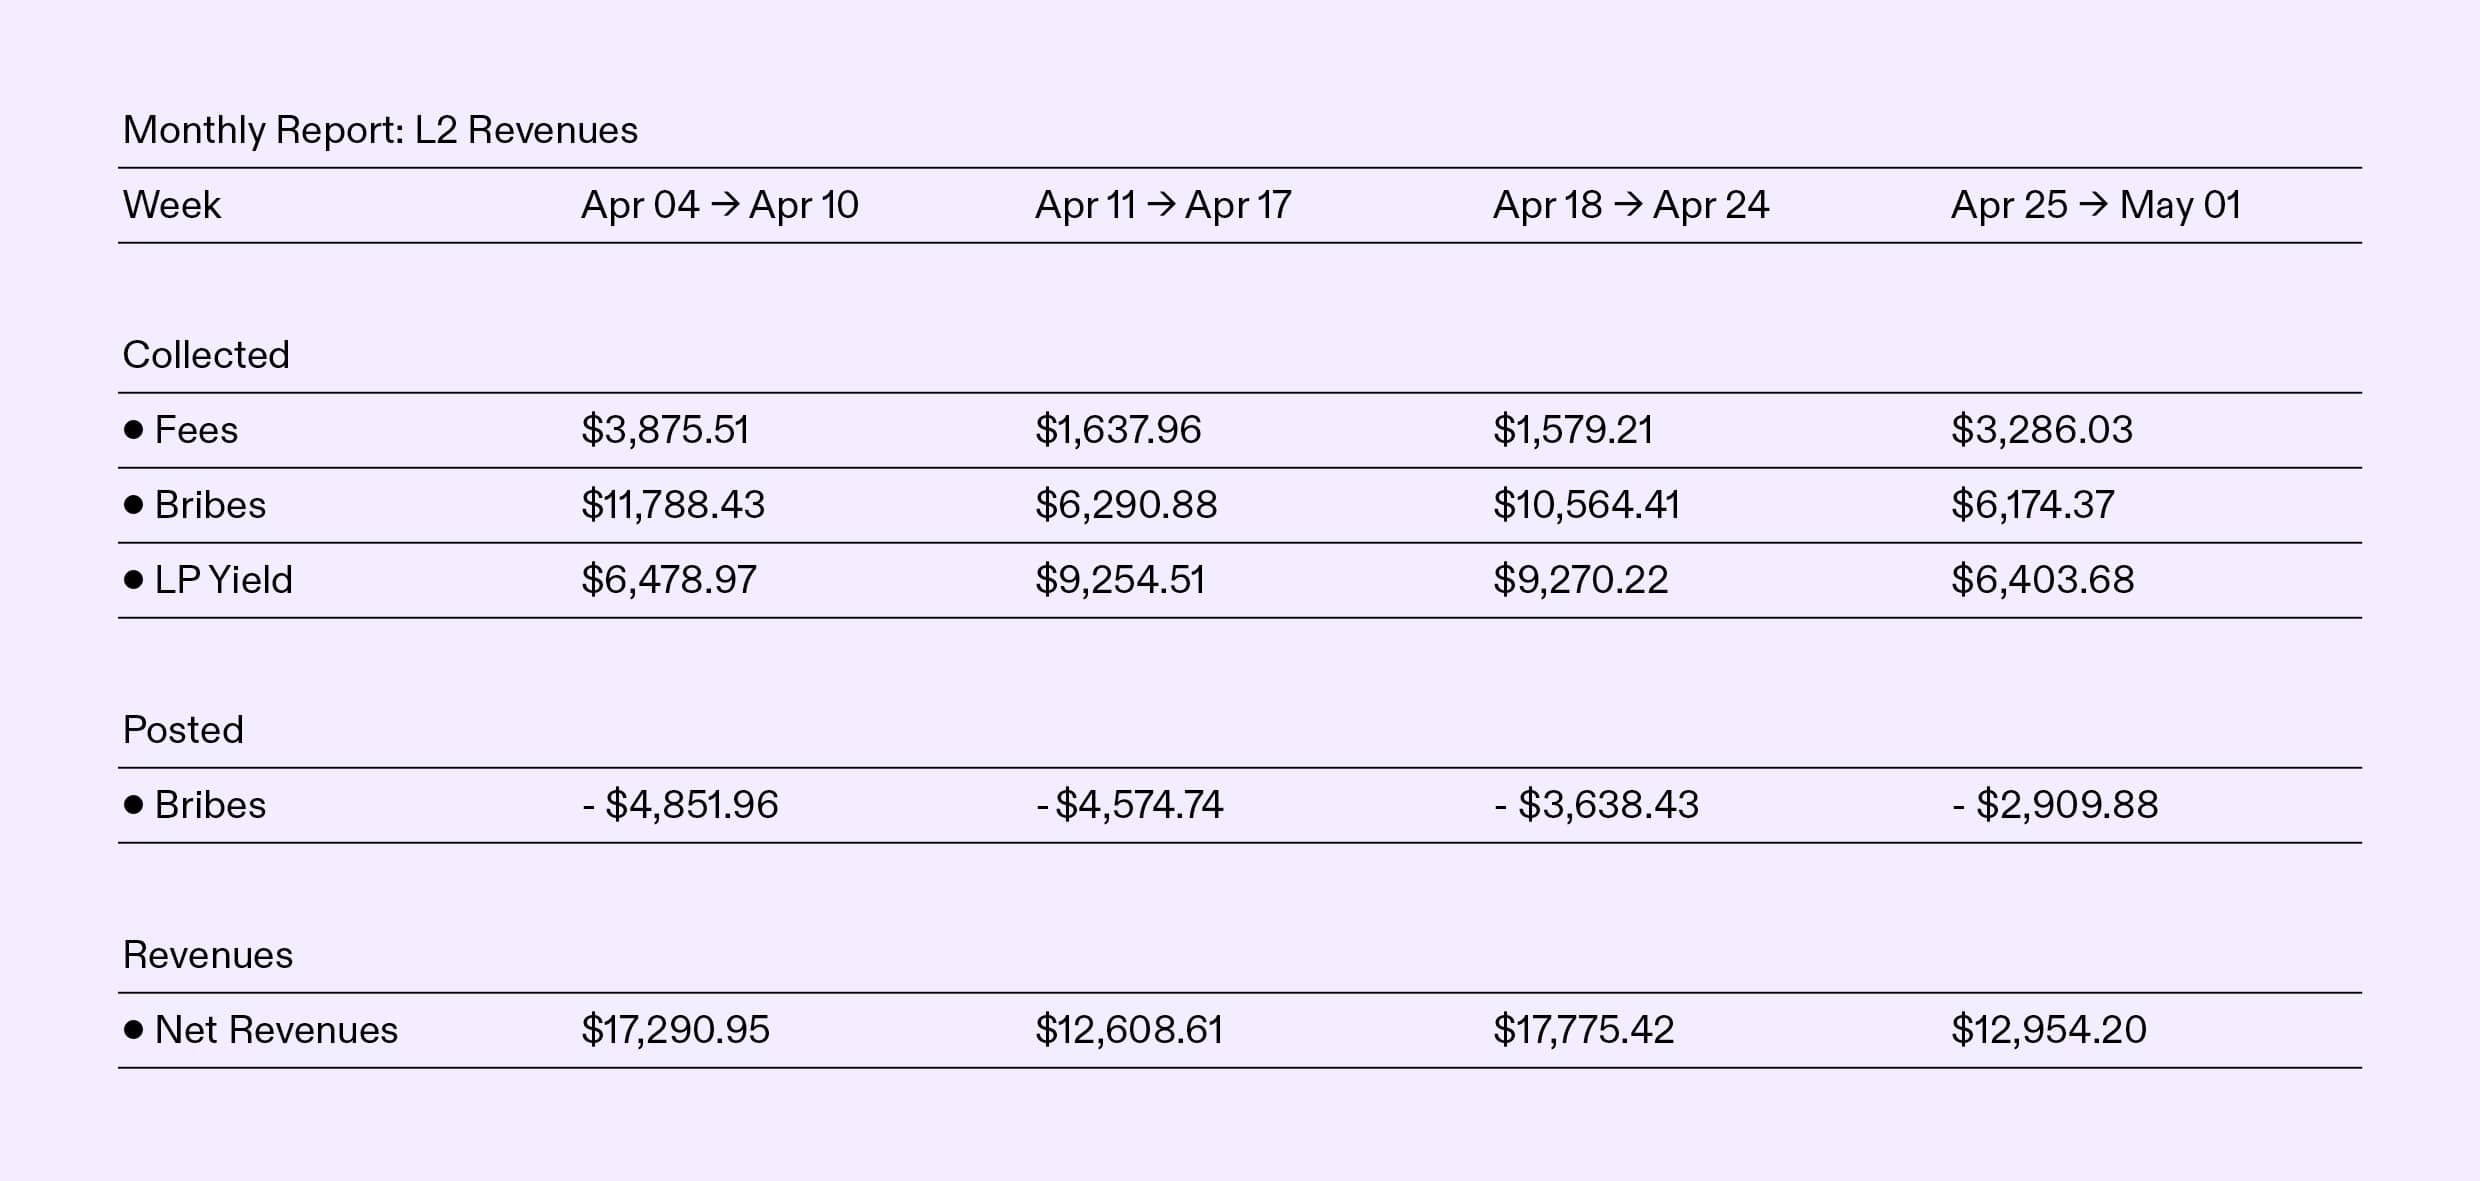 Monthly Report: L2 Revenues
Week Apr 04 → Apr 10 Apr 11 → Apr 17 Apr 18 → Apr 24 Apr 25 → May 01
Collected
● Fees $3,875.51 $1,637.96 $1,579.21 $3,286.03
● Bribes $11,788.43 $6,290.88 $10,564.41 $6,174.37
● LP Yield $6,478.97 $9,254.51 $9,270.22 $6,403.68
Posted
● Bribes - $4,851.96 - $4,574.74 - $3,638.43 - $2,909.88
Revenues
● Net Revenues $17,290.95 $12,608.61 $17,775.42 $12,954.20